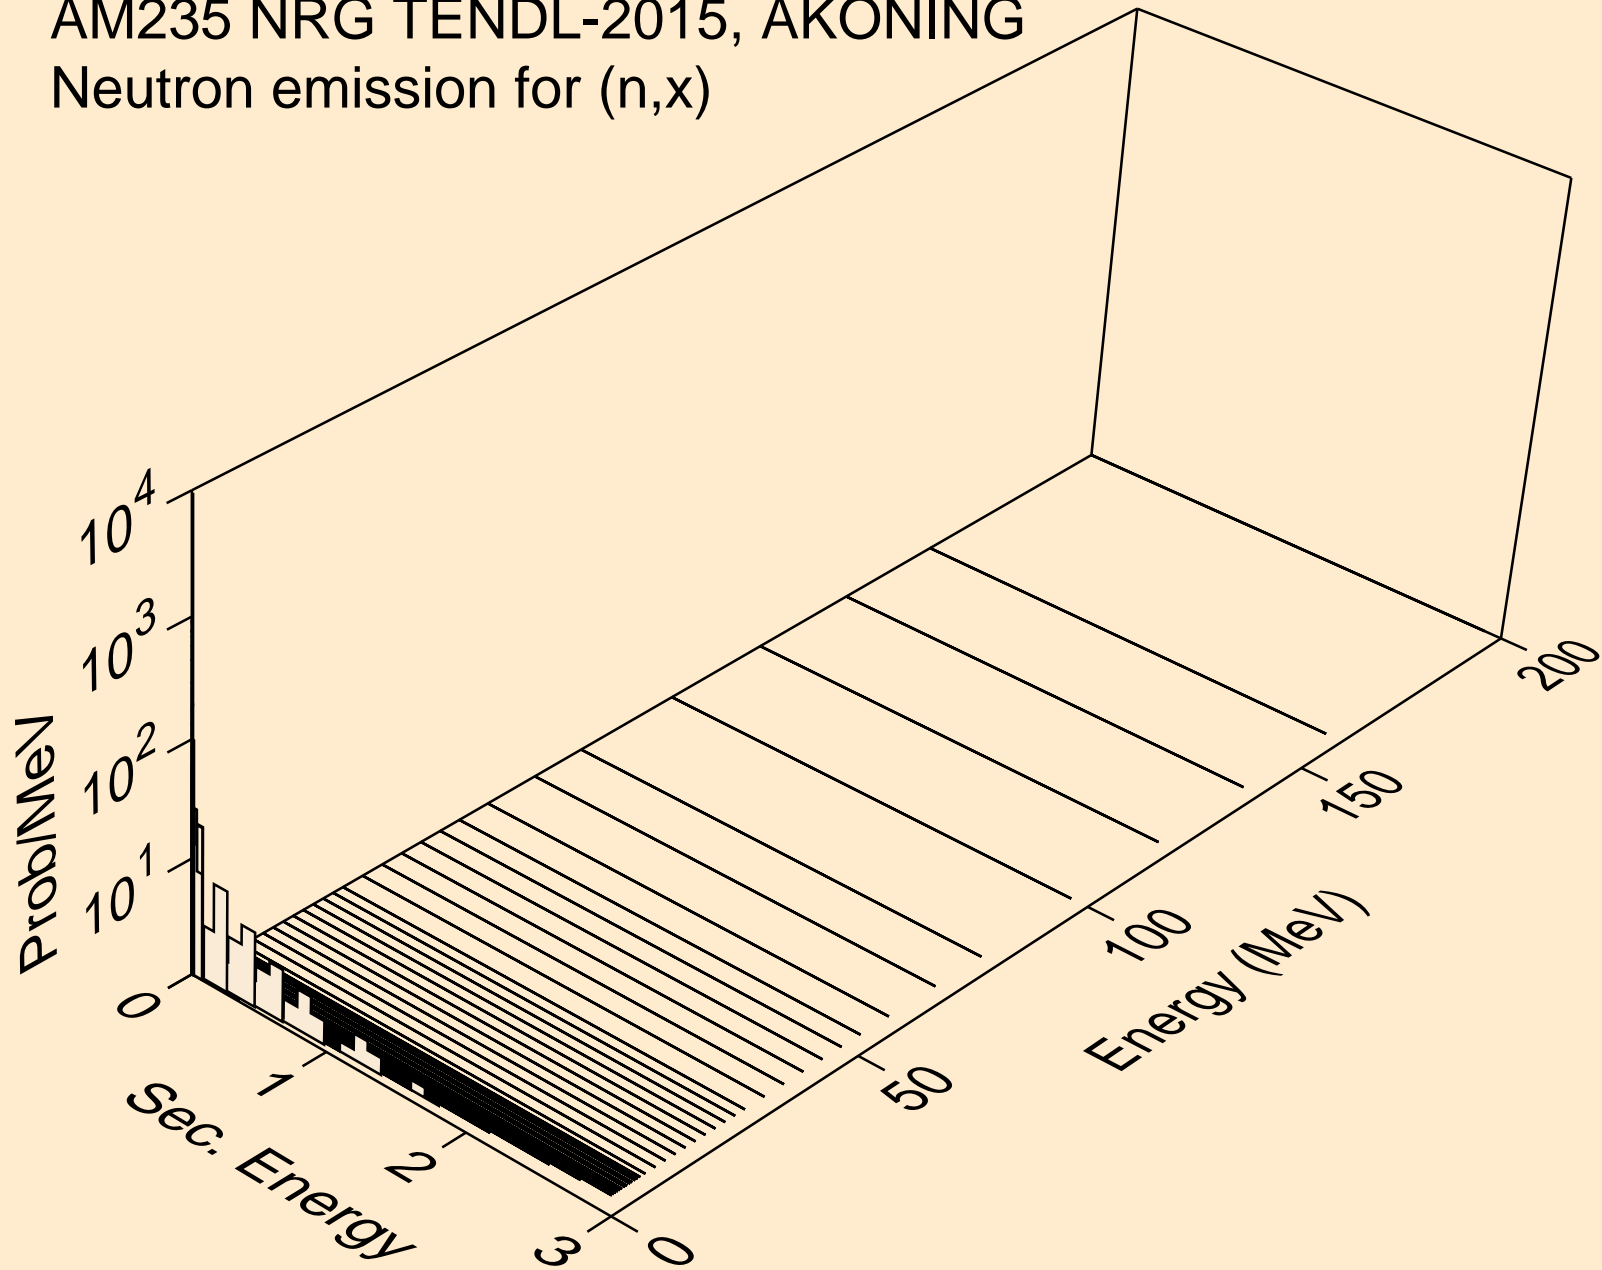 AM235 NRG TENDL-2015, AKONING
Neutron emission for (n,x)
10^4
10^3
10^2
10^1
Prob/MeV
0
1
2
3
Sec. Energy
0
50
100
150
200
Energy (MeV)